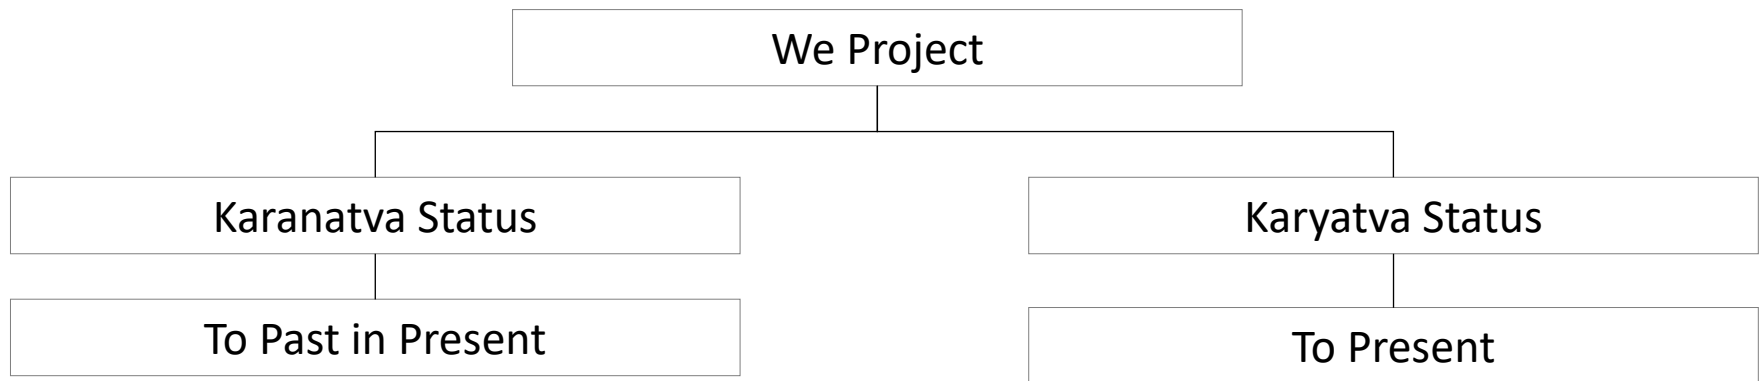 We Project
Karanatva Status
Karyatva Status
To Past in Present
To Present